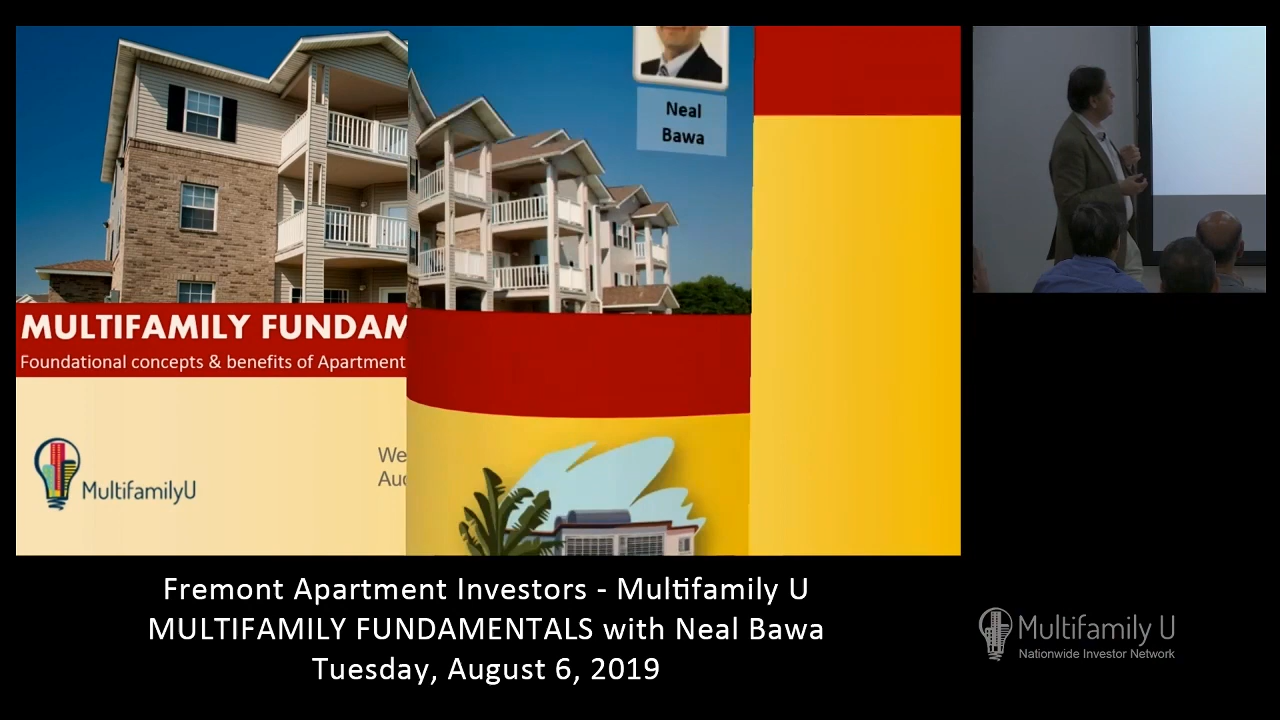 Neal
Bawa
MULTIFAMILY FUNDAM
Foundational concepts & benefits of Apartment
We
Auc
MultifamilyU
Fremont Apartment Investors - Multifamily U
MULTIFAMILY FUNDAMENTALS with Neal Bawa
Tuesday, August 6, 2019
Multifamily U
Nationwide Investor Network